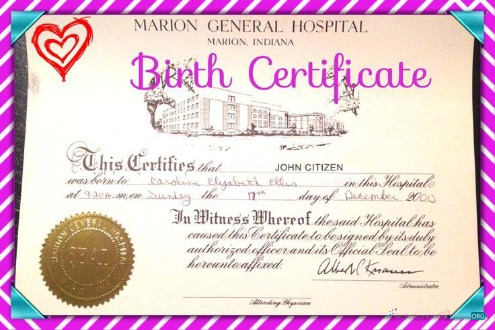 MARION GENERAL HOSPITAL
MARION, INDIANA
Birth Certificate
This Certifies that JOHN CITIZEN
was born to Caroline Elizabeth Ellis in this Hospital
at 9:20A.m. on Sunday the 17th day of December 2000
In Witness Whereof the said Hospital has
caused this Certificate to be signed by its duly
authorized officer and its Official Seal to be
hereunto affixed.
Administrator
Attending Physician
SEAL
.ORG